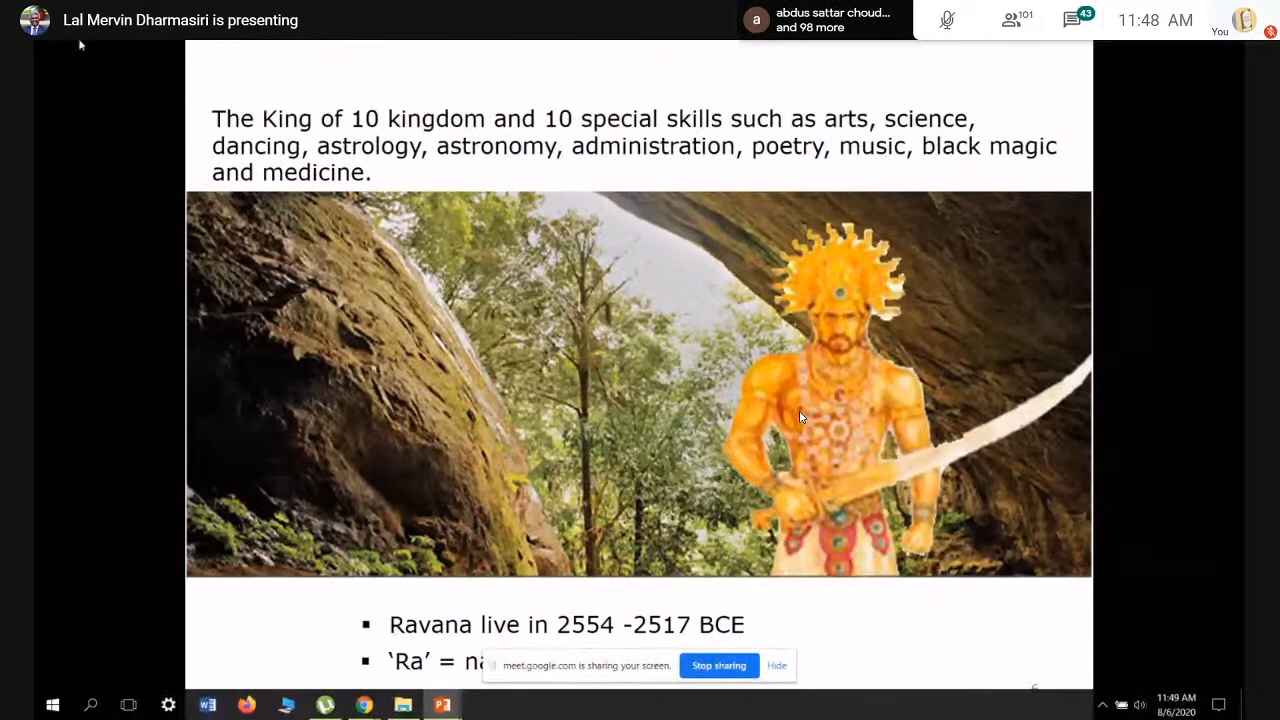 Lal Mervin Dharmasiri is presenting
a
abdus sattar choud...
and 98 more
101
43
11:48 AM
You
The King of 10 kingdom and 10 special skills such as arts, science,
dancing, astrology, astronomy, administration, poetry, music, black magic
and medicine.
▪ Ravana live in 2554 -2517 BCE
▪ ‘Ra’ =
meet.google.com is sharing your screen.
Stop sharing
Hide
11:49 AM
8/6/2020